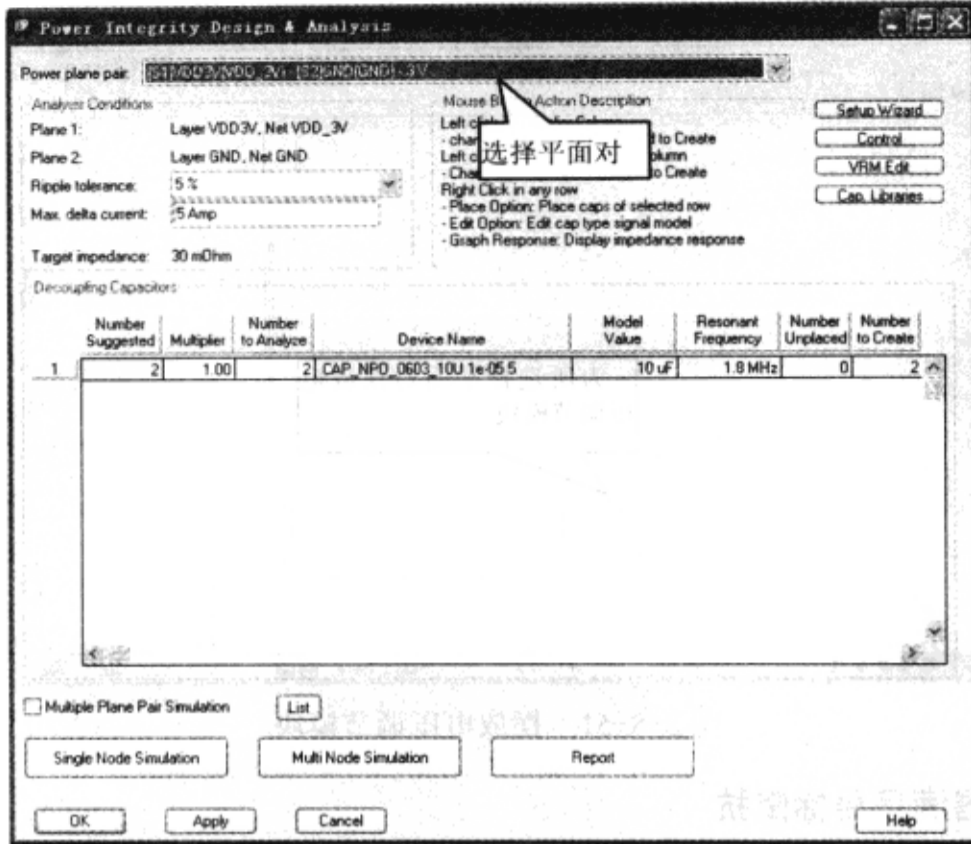 Power Integrity Design & Analysis
Power plane pair:
Analysis Conditions
Plane 1: Layer VDD3V, Net VDD_3V
Plane 2: Layer GND, Net GND
Ripple tolerance: 5 %
Max. delta current: 5 Amp
Target impedance: 30 mOhm
Mouse Action Description
Left
to Create
Left
to Create
Right Click in any row
- Place Option: Place caps of selected row
- Edit Option: Edit cap type signal model
- Graph Response: Display impedance response
选择平面对
Setup Wizard
Control
VRM Edit
Cap. Libraries
Decoupling Capacitors
Number Suggested Multiplier Number to Analyze Device Name Model Value Resonant Frequency Number Unplaced Number to Create
1 2 1.00 2 CAP_NPO_0603_10U 1e-05 5 10 uF 1.8 MHz 0 2
Multiple Plane Pair Simulation List
Single Node Simulation Multi Node Simulation Report
OK Apply Cancel Help